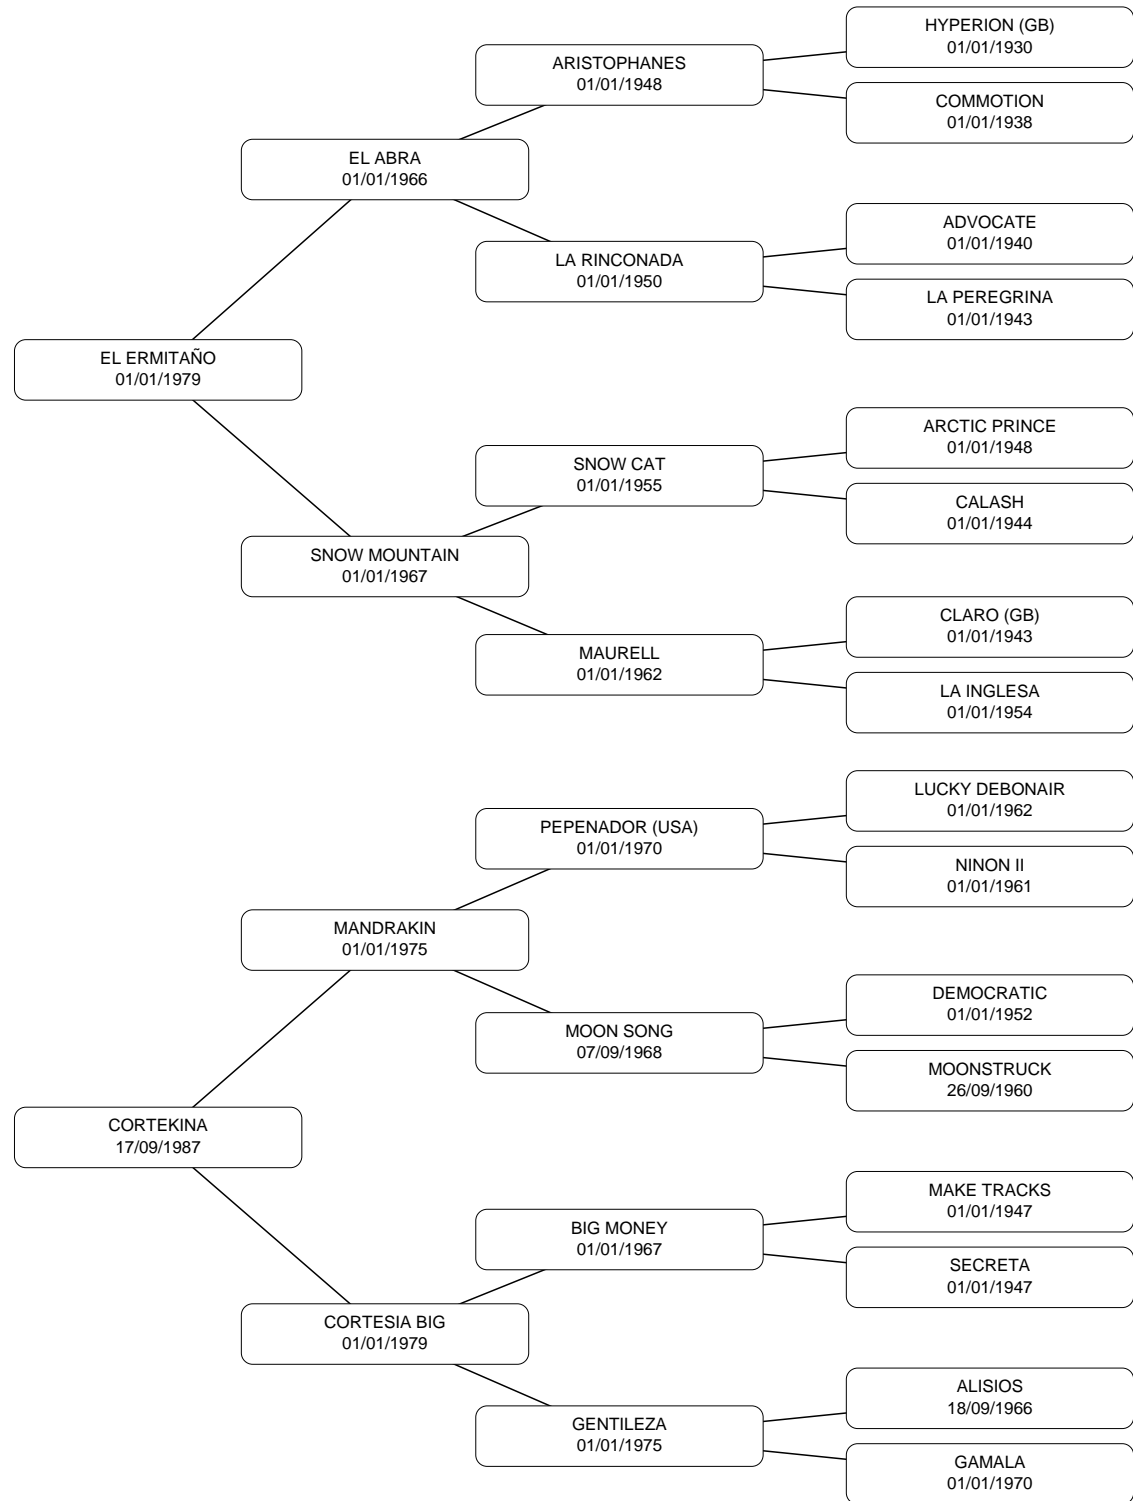 HYPERION (GB)
01/01/1930
ARISTOPHANES
01/01/1948
COMMOTION
01/01/1938
EL ABRA
01/01/1966
ADVOCATE
01/01/1940
LA RINCONADA
01/01/1950
LA PEREGRINA
01/01/1943
EL ERMITAÑO
01/01/1979
ARCTIC PRINCE
01/01/1948
SNOW CAT
01/01/1955
CALASH
01/01/1944
SNOW MOUNTAIN
01/01/1967
CLARO (GB)
01/01/1943
MAURELL
01/01/1962
LA INGLESA
01/01/1954
LUCKY DEBONAIR
01/01/1962
PEPENADOR (USA)
01/01/1970
NINON II
01/01/1961
MANDRAKIN
01/01/1975
DEMOCRATIC
01/01/1952
MOON SONG
07/09/1968
MOONSTRUCK
26/09/1960
CORTEKINA
17/09/1987
MAKE TRACKS
01/01/1947
BIG MONEY
01/01/1967
SECRETA
01/01/1947
CORTESIA BIG
01/01/1979
ALISIOS
18/09/1966
GENTILEZA
01/01/1975
GAMALA
01/01/1970